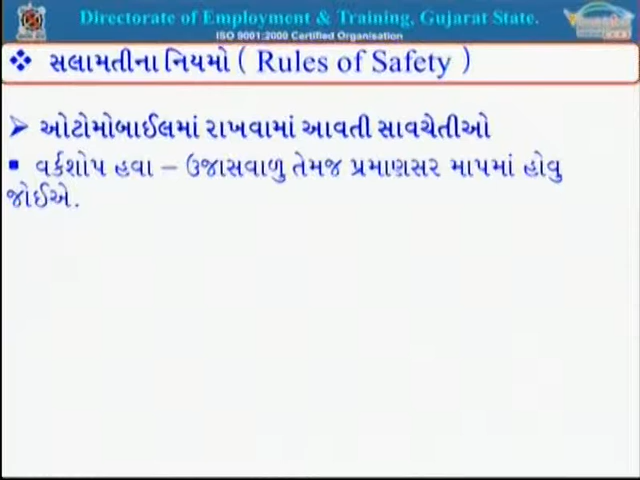 Directorate of Employment & Training, Gujarat State.
ISO 9001:2000 Certified Organisation
❖ સલામતીના નિયમો ( Rules of Safety )
➢ ઓટોમોબાઈલમાં રાખવામાં આવતી સાવચેતીઓ
▪ વર્કશોપ હવા – ઉજાસવાળુ તેમજ પ્રમાણસર માપમાં હોવુ
જોઈએ.